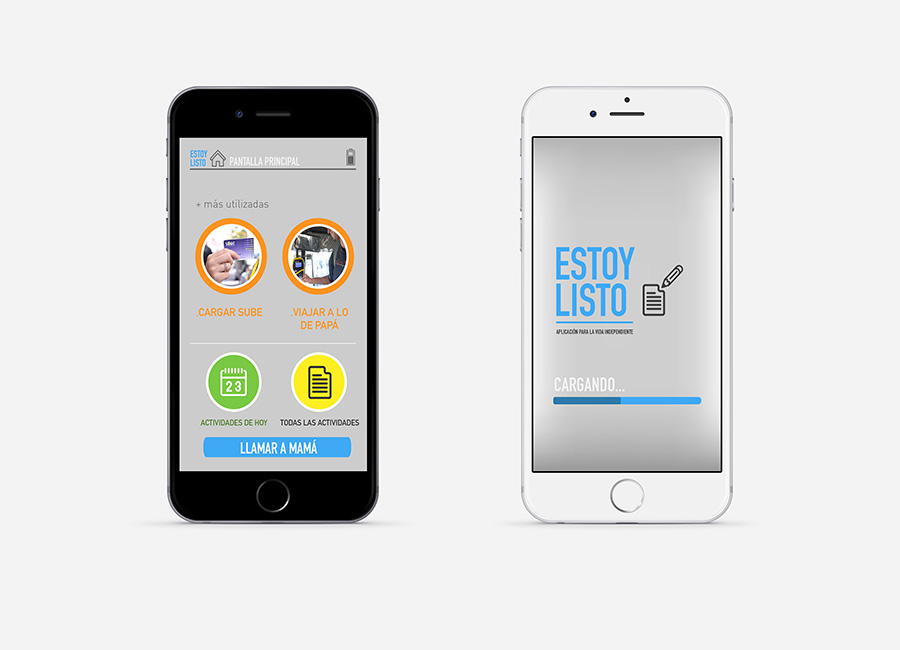 ESTOY
LISTO
PANTALLA PRINCIPAL
+ más utilizadas
.CARGAR SUBE
.VIAJAR A LO
DE PAPÁ
23
ACTIVIDADES DE HOY
TODAS LAS ACTIVIDADES
LLAMAR A MAMÁ
ESTOY
LISTO
APLICACIÓN PARA LA VIDA INDEPENDIENTE
CARGANDO...